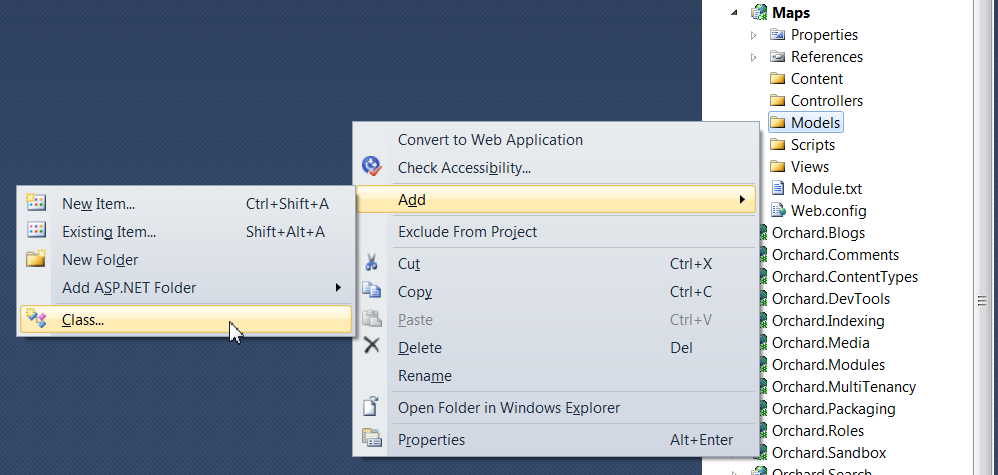 Maps
Properties
References
Content
Controllers
Models
Scripts
Views
Module.txt
Web.config
Orchard.Blogs
Orchard.Comments
Orchard.ContentTypes
Orchard.DevTools
Orchard.Indexing
Orchard.Media
Orchard.Modules
Orchard.MultiTenancy
Orchard.Packaging
Orchard.Roles
Orchard.Sandbox
Orchard.Search
Convert to Web Application
Check Accessibility...
Add
Exclude From Project
Cut Ctrl+X
Copy Ctrl+C
Paste Ctrl+V
Delete Del
Rename
Open Folder in Windows Explorer
Properties Alt+Enter
New Item... Ctrl+Shift+A
Existing Item... Shift+Alt+A
New Folder
Add ASP.NET Folder
Class...